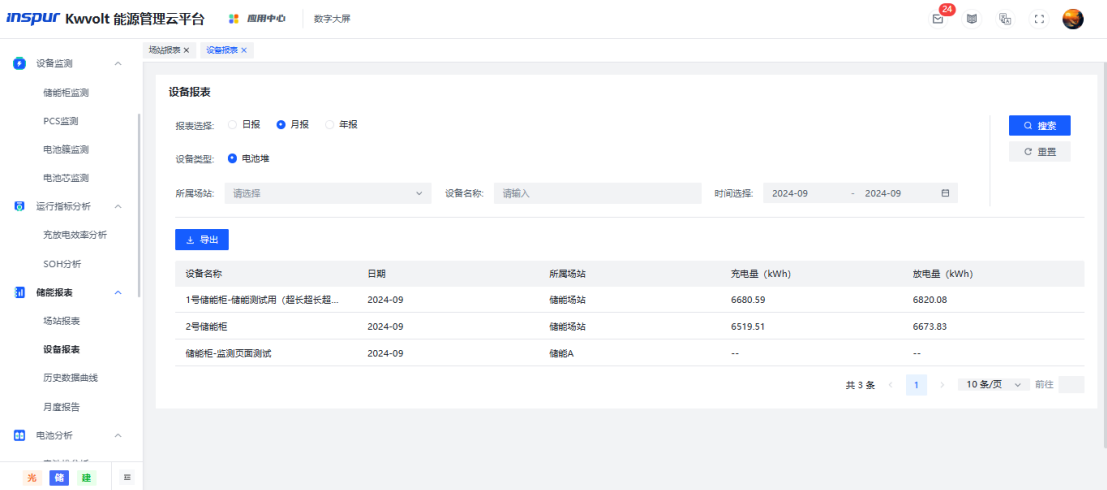 inspur Kwvolt 能源管理云平台 应用中心 数字大屏 24
场站报表 × 设备报表 ×
设备监测
储能柜监测
PCS监测
电池簇监测
电池芯监测
运行指标分析
充放电效率分析
SOH分析
储能报表
场站报表
设备报表
历史数据曲线
月度报告
电池分析
光 储 建
设备报表
报表选择: 日报 月报 年报 搜索
设备类型: 电池堆 重置
所属场站: 请选择 设备名称: 请输入 时间选择: 2024-09 - 2024-09
导出
设备名称 日期 所属场站 充电量（kWh） 放电量（kWh）
1号储能柜-储能测试用（超长超长超... 2024-09 储能场站 6680.59 6820.08
2号储能柜 2024-09 储能场站 6519.51 6673.83
储能柜-监测页面测试 2024-09 储能A -- --
共 3 条 1 10 条/页 前往